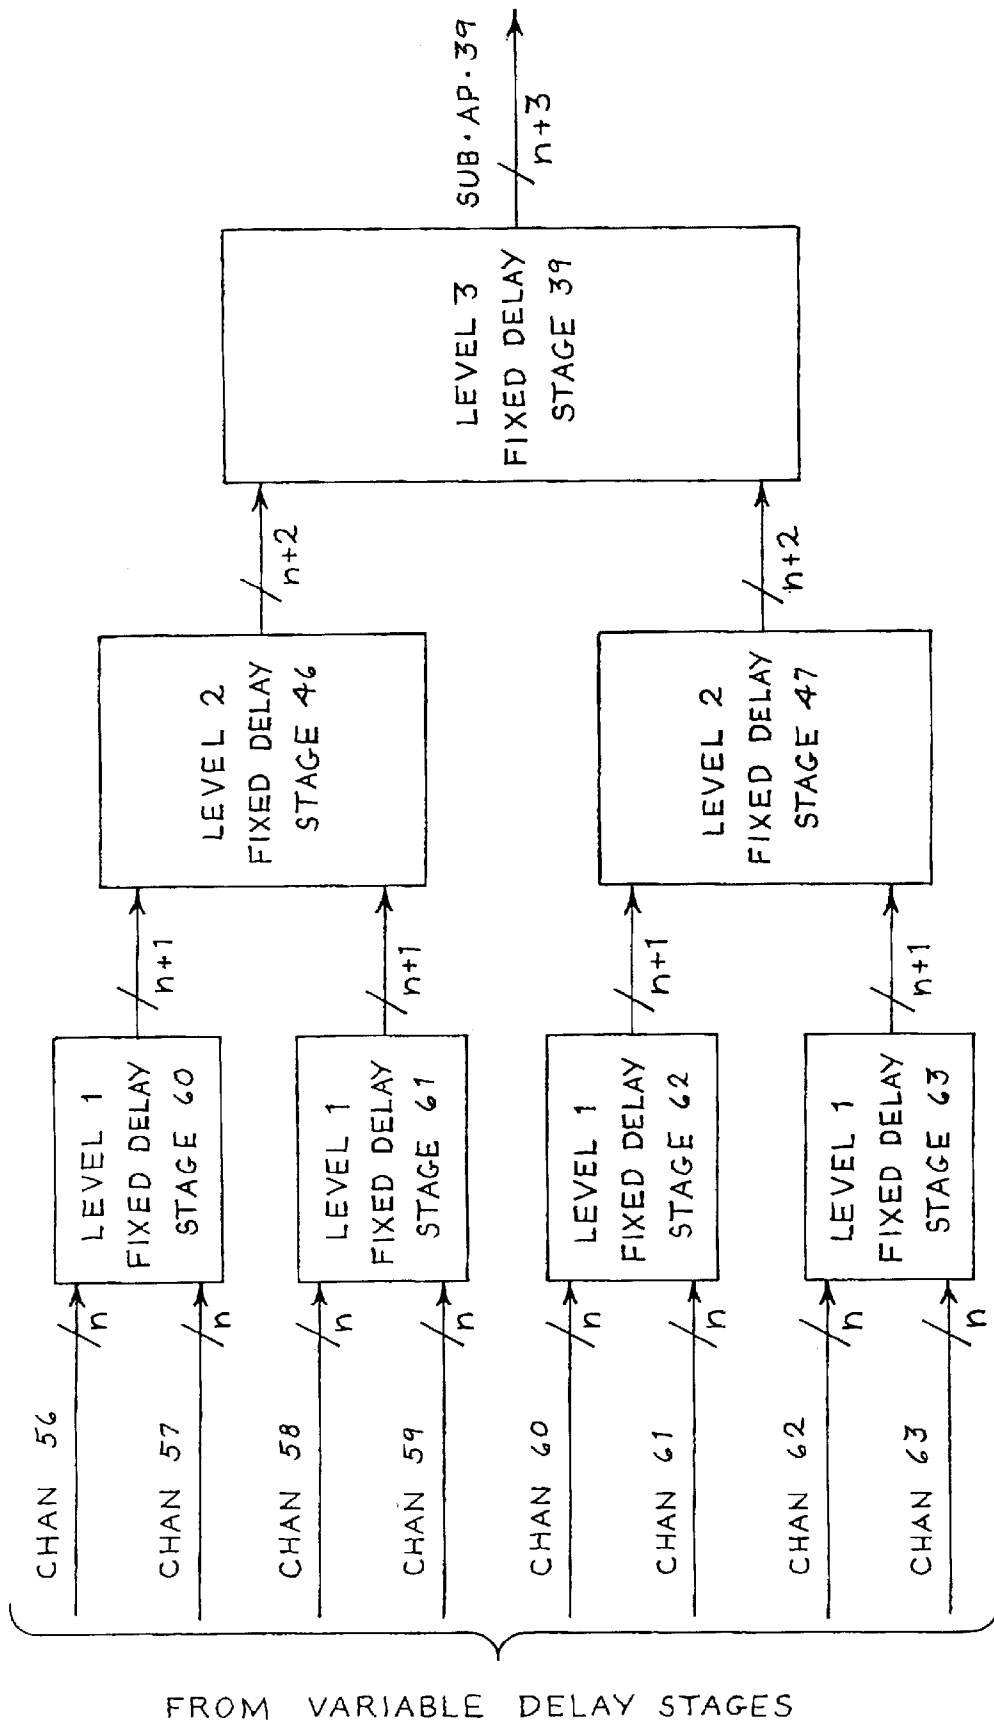 SUB·AP·39
n+3
LEVEL 3
FIXED DELAY
STAGE 39
n+2
n+2
LEVEL 2
FIXED DELAY
STAGE 46
LEVEL 2
FIXED DELAY
STAGE 47
n+1
n+1
n+1
n+1
LEVEL 1
FIXED DELAY
STAGE 60
LEVEL 1
FIXED DELAY
STAGE 61
LEVEL 1
FIXED DELAY
STAGE 62
LEVEL 1
FIXED DELAY
STAGE 63
n
n
n
n
n
n
n
n
CHAN 56
CHAN 57
CHAN 58
CHAN 59
CHAN 60
CHAN 61
CHAN 62
CHAN 63
FROM VARIABLE DELAY STAGES